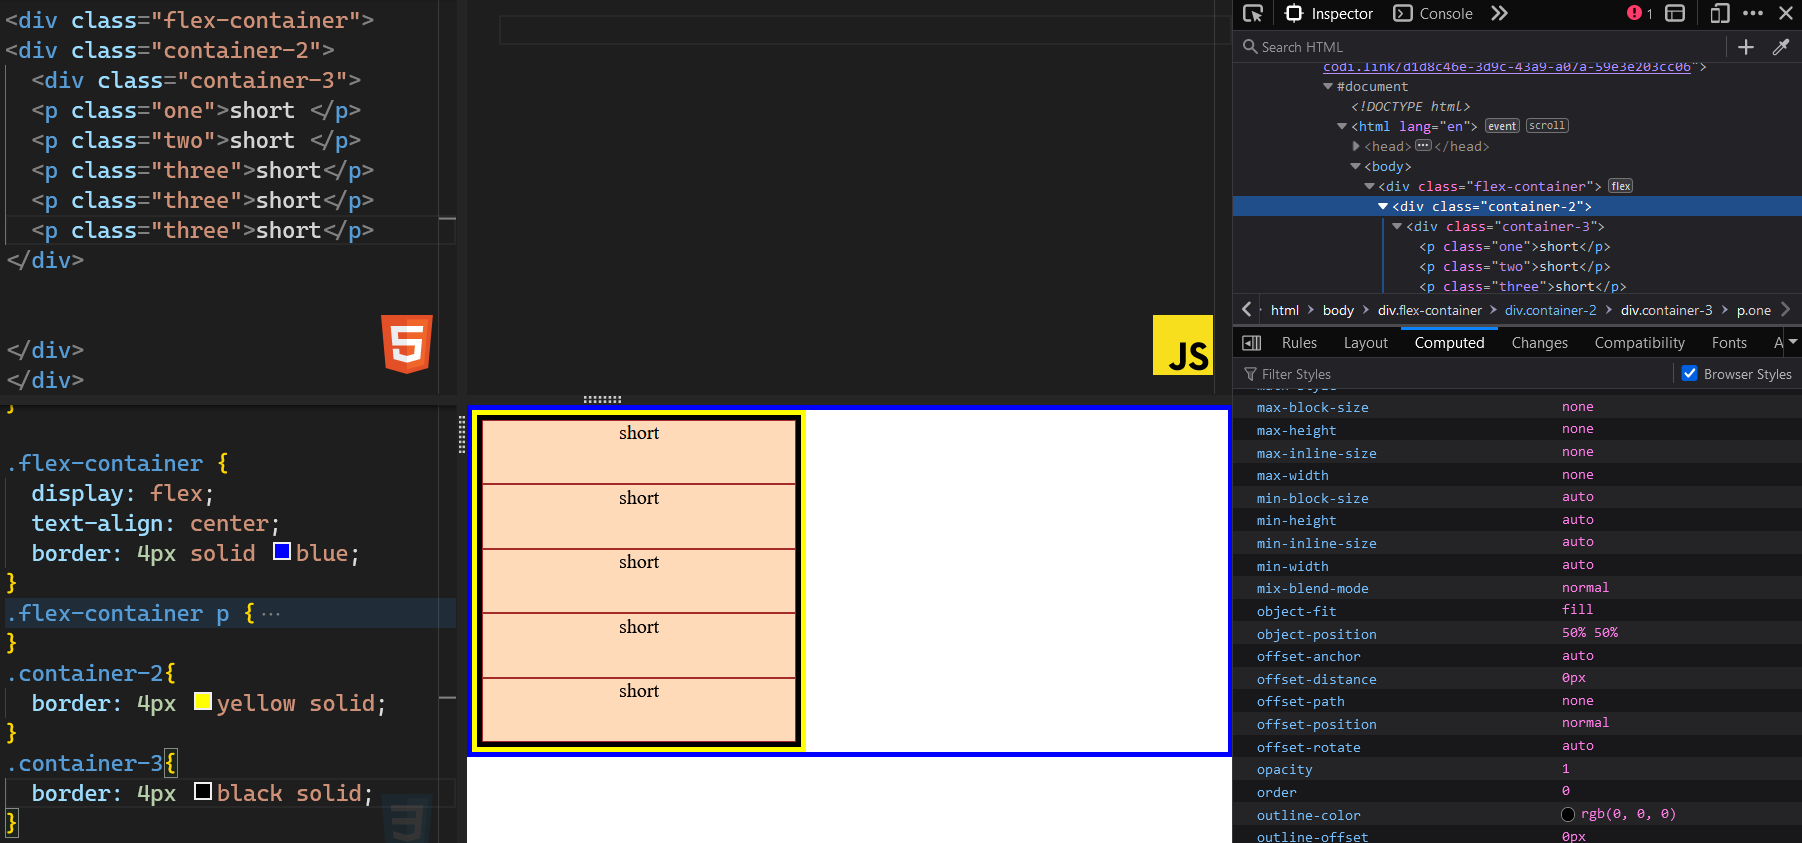 <div class="flex-container">
<div class="container-2">
<div class="container-3">
<p class="one">short </p>
<p class="two">short </p>
<p class="three">short</p>
<p class="three">short</p>
<p class="three">short</p>
</div>
</div>
</div>
5
JS
}
.flex-container {
display: flex;
text-align: center;
border: 4px solid blue;
}
.flex-container p { ···
}
.container-2{
border: 4px yellow solid;
}
.container-3{
border: 4px black solid;
}
short
short
short
short
short
Inspector Console 1
Search HTML
codi.link/d1d8c46e-3d9c-43a9-a07a-59e3e203cc06">
#document
<!DOCTYPE html>
<html lang="en"> event scroll
<head> ··· </head>
<body>
<div class="flex-container"> flex
<div class="container-2">
<div class="container-3">
<p class="one">short</p>
<p class="two">short</p>
<p class="three">short</p>
html > body > div.flex-container > div.container-2 > div.container-3 > p.one
Rules Layout Computed Changes Compatibility Fonts A
Filter Styles Browser Styles
max-block-size none
max-height none
max-inline-size none
max-width none
min-block-size auto
min-height auto
min-inline-size auto
min-width auto
mix-blend-mode normal
object-fit fill
object-position 50% 50%
offset-anchor auto
offset-distance 0px
offset-path none
offset-position normal
offset-rotate auto
opacity 1
order 0
outline-color rgb(0, 0, 0)
outline-offset 0px